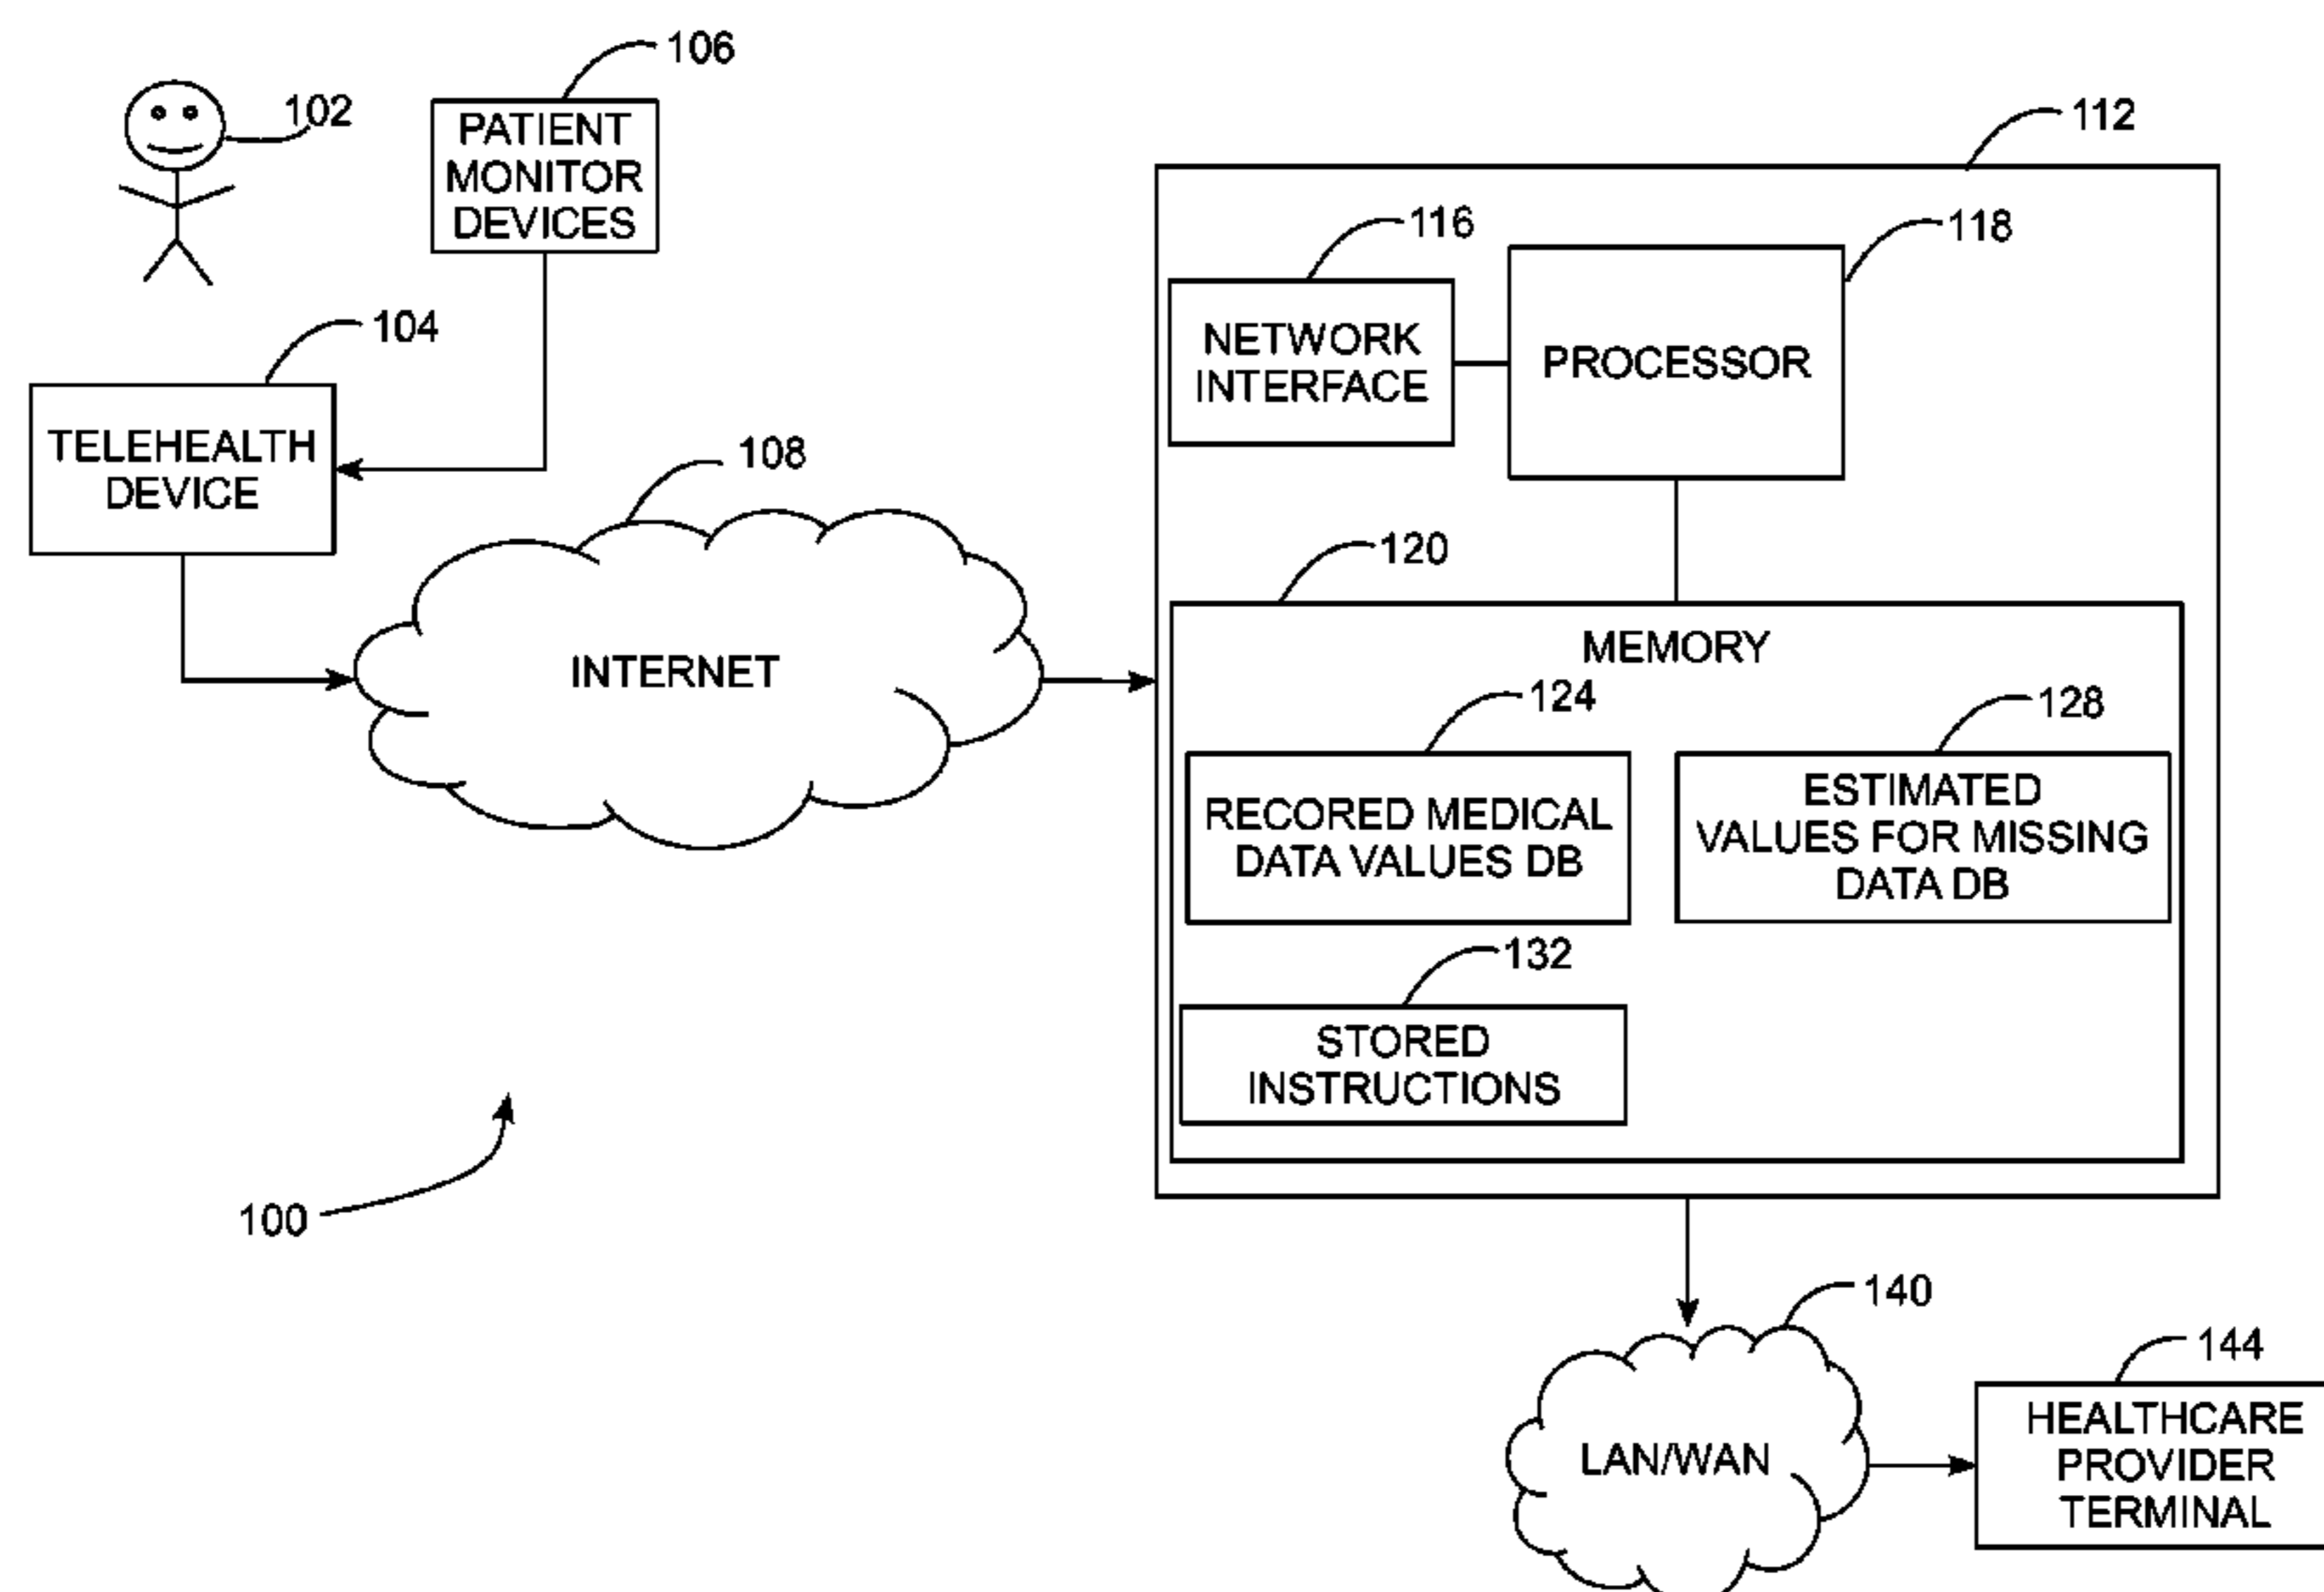 106
102
PATIENT
MONITOR
DEVICES
112
116
118
104
NETWORK
INTERFACE
PROCESSOR
TELEHEALTH
DEVICE
108
120
INTERNET
MEMORY
124
128
RECORED MEDICAL
DATA VALUES DB
ESTIMATED
VALUES FOR MISSING
DATA DB
132
STORED
INSTRUCTIONS
100
140
144
LAN/WAN
HEALTHCARE
PROVIDER
TERMINAL